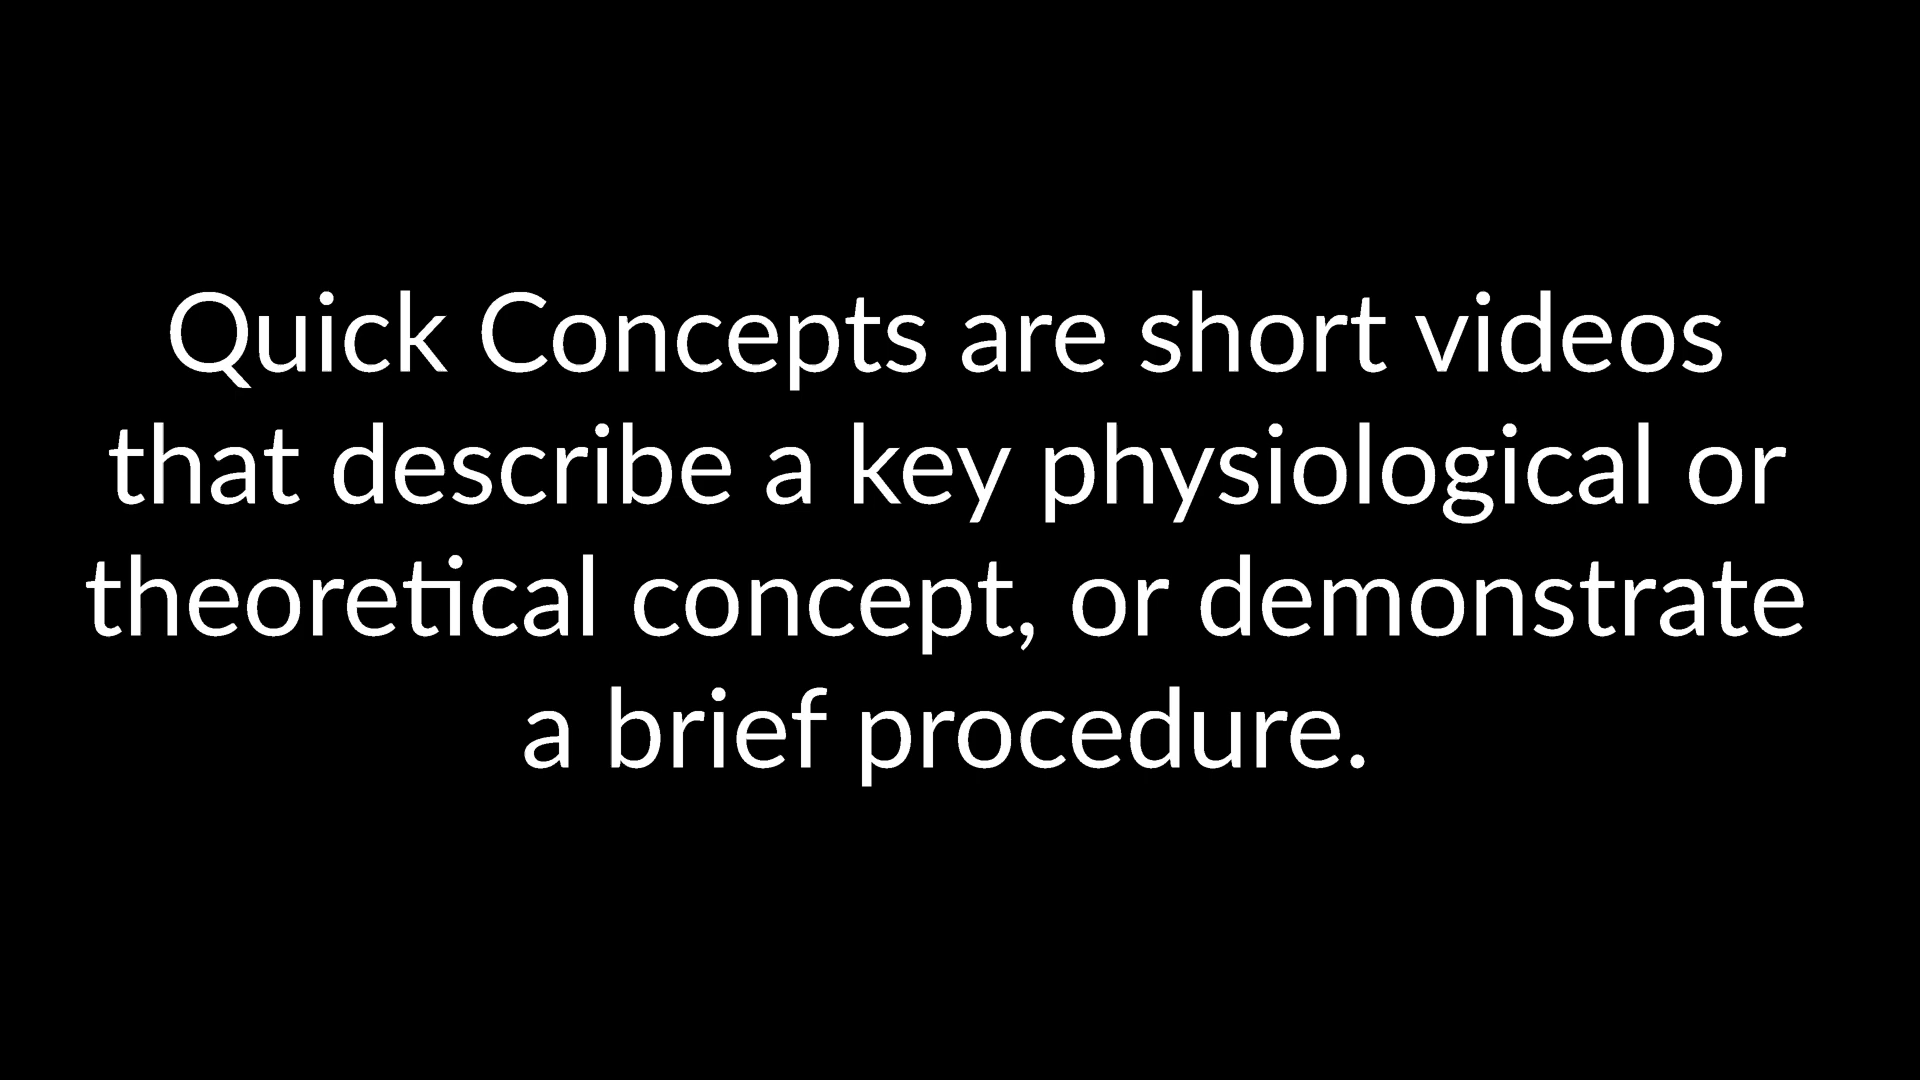 Quick Concepts are short videos
that describe a key physiological or
theoretical concept, or demonstrate
a brief procedure.